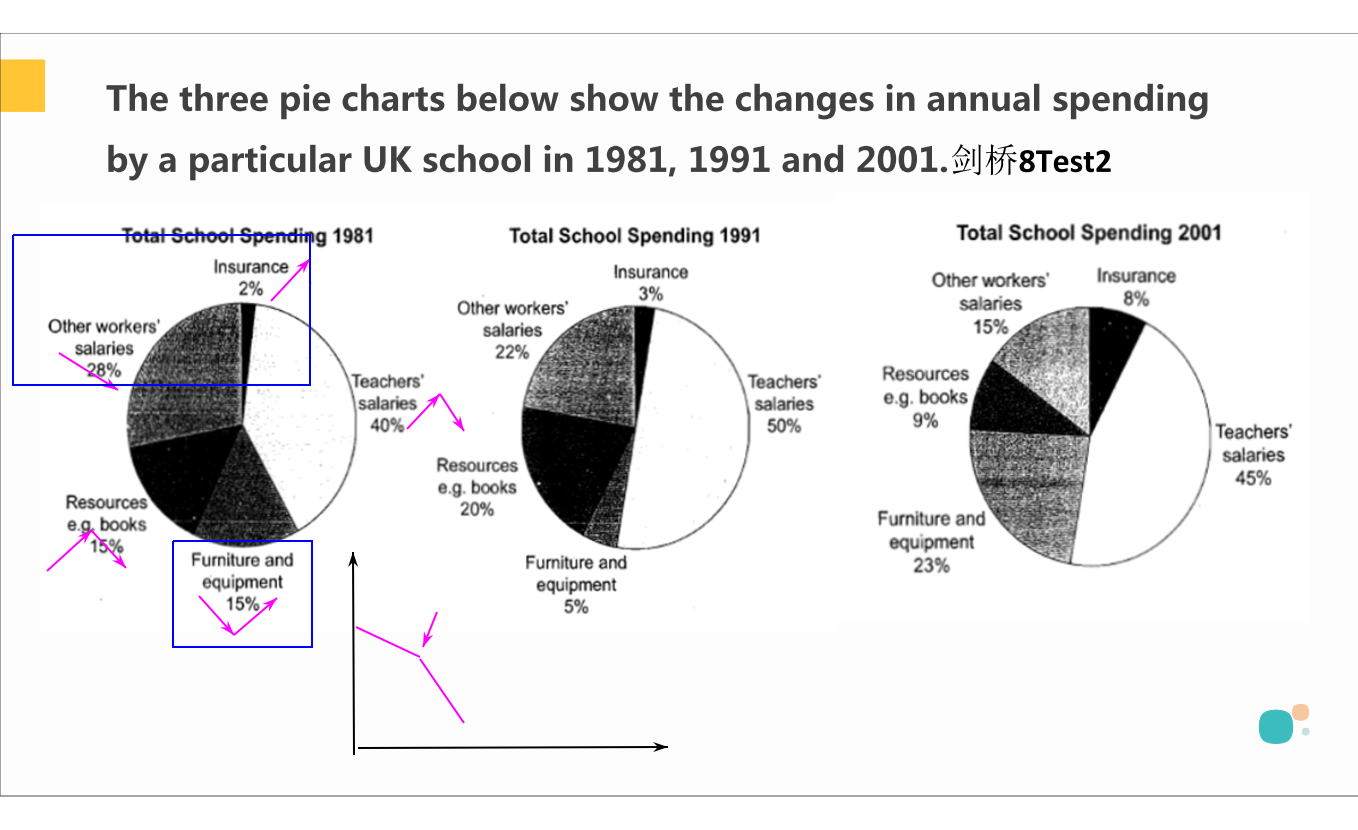 The three pie charts below show the changes in annual spending
by a particular UK school in 1981, 1991 and 2001.剑桥8Test2
Total School Spending 1981
Insurance
2%
Other workers'
salaries
28%
Teachers'
salaries
40%
Resources
e.g. books
15%
Furniture and
equipment
15%
Total School Spending 1991
Insurance
3%
Other workers'
salaries
22%
Teachers'
salaries
50%
Resources
e.g. books
20%
Furniture and
equipment
5%
Total School Spending 2001
Other workers'
salaries
15%
Insurance
8%
Resources
e.g. books
9%
Teachers'
salaries
45%
Furniture and
equipment
23%